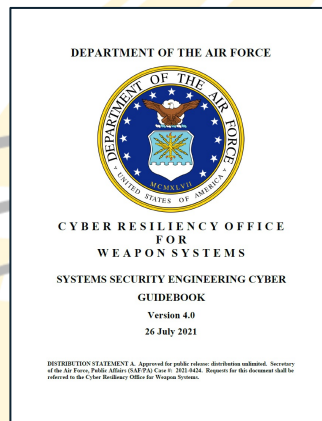 DEPARTMENT OF THE AIR FORCE
DEPARTMENT OF THE AIR FORCE
MCMXLVII
UNITED STATES OF AMERICA
CYBER RESILIENCY OFFICE
FOR
WEAPON SYSTEMS
SYSTEMS SECURITY ENGINEERING CYBER
GUIDEBOOK
Version 4.0
26 July 2021
DISTRIBUTION STATEMENT A. Approved for public release: distribution unlimited. Secretary
of the Air Force, Public Affairs (SAF/PA) Case #: 2021-0424. Requests for this document shall be
referred to the Cyber Resiliency Office for Weapon Systems.